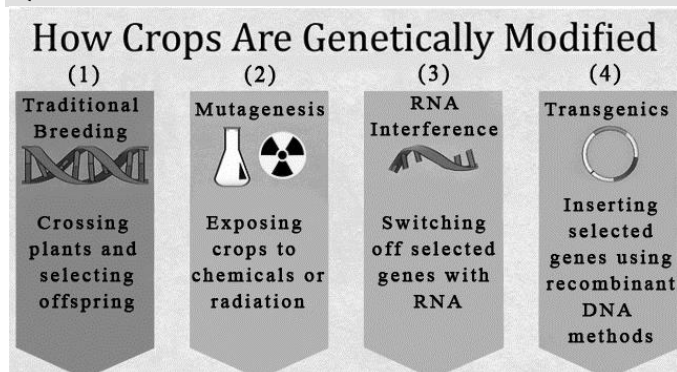 How Crops Are Genetically Modified
(1)
Traditional
Breeding
Crossing
plants and
selecting
offspring
(2)
Mutagenesis
Exposing
crops to
chemicals or
radiation
(3)
RNA
Interference
Switching
off selected
genes with
RNA
(4)
Transgenics
Inserting
selected
genes using
recombinant
DNA
methods